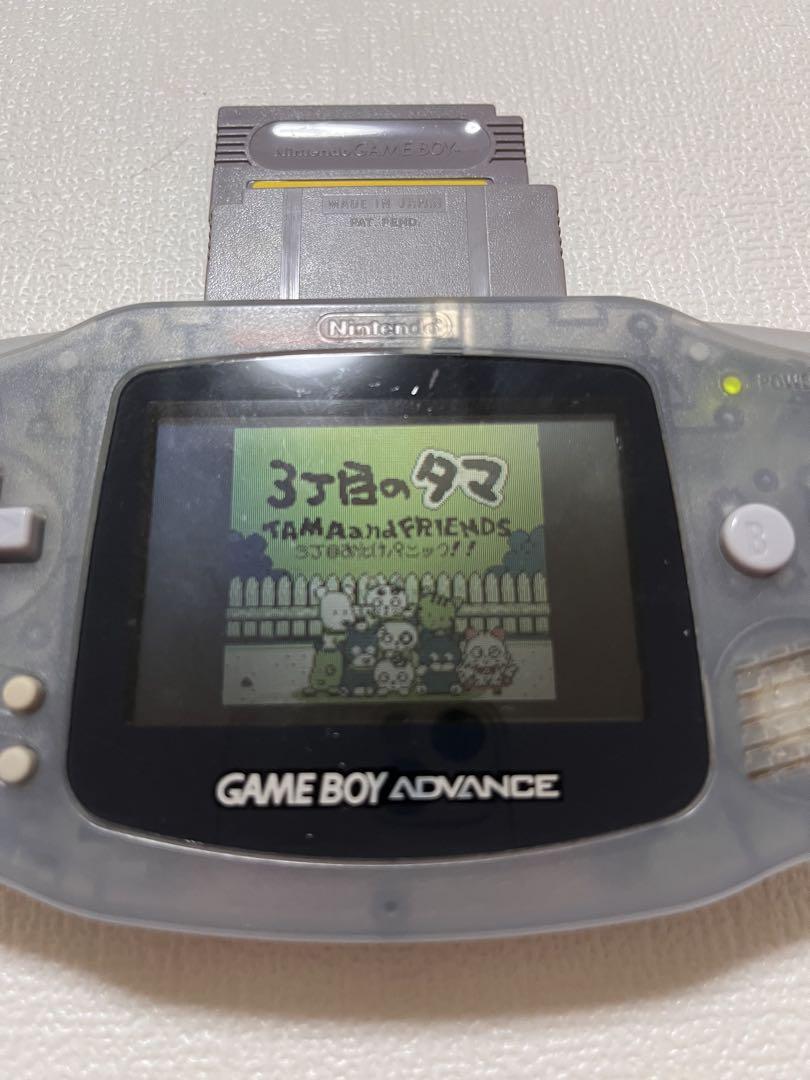 Nintendo GAME BOY
MADE IN JAPAN
PAT. PEND.
Nintendo
POWER
3丁目のタマ
TAMA and FRIENDS
3丁目おばけパニック!!
B
GAME BOY ADVANCE